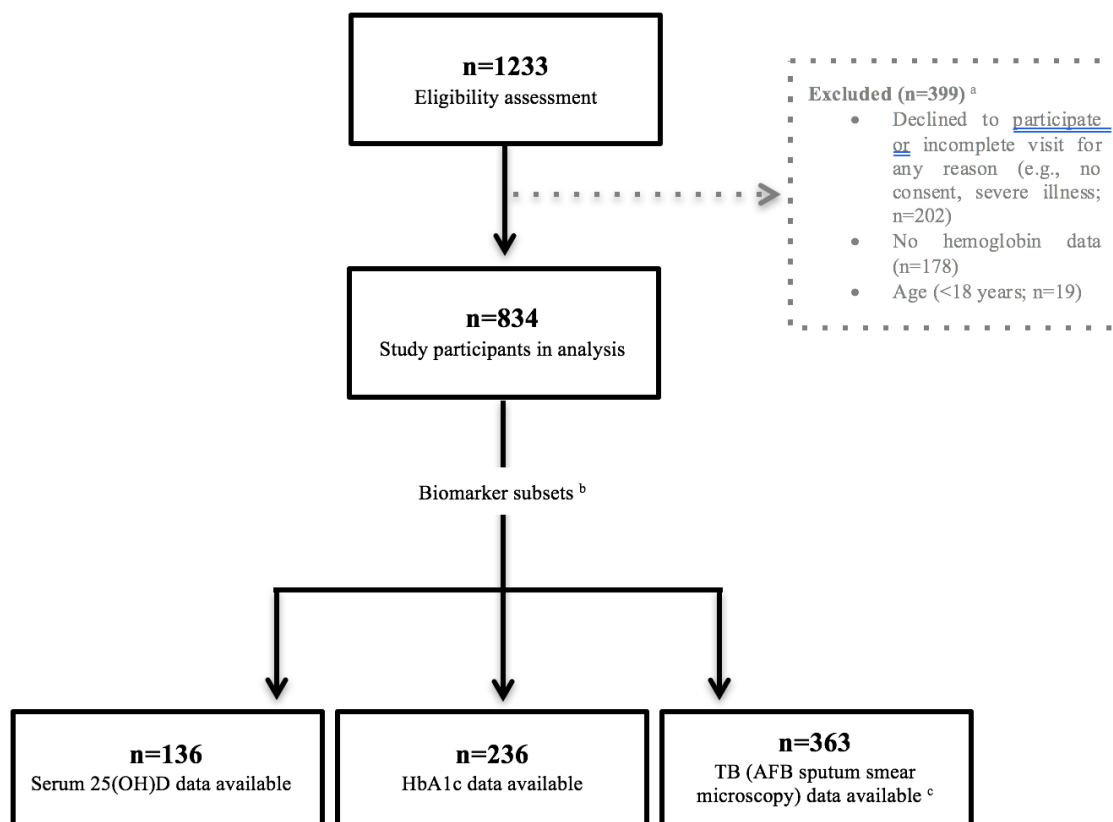 n=1233
Eligibility assessment
Excluded (n=399) a
• Declined to participate
or incomplete visit for
any reason (e.g., no
consent, severe illness;
n=202)
• No hemoglobin data
(n=178)
• Age (<18 years; n=19)
n=834
Study participants in analysis
Biomarker subsets b
n=136
Serum 25(OH)D data available
n=236
HbA1c data available
n=363
TB (AFB sputum smear
microscopy) data available c